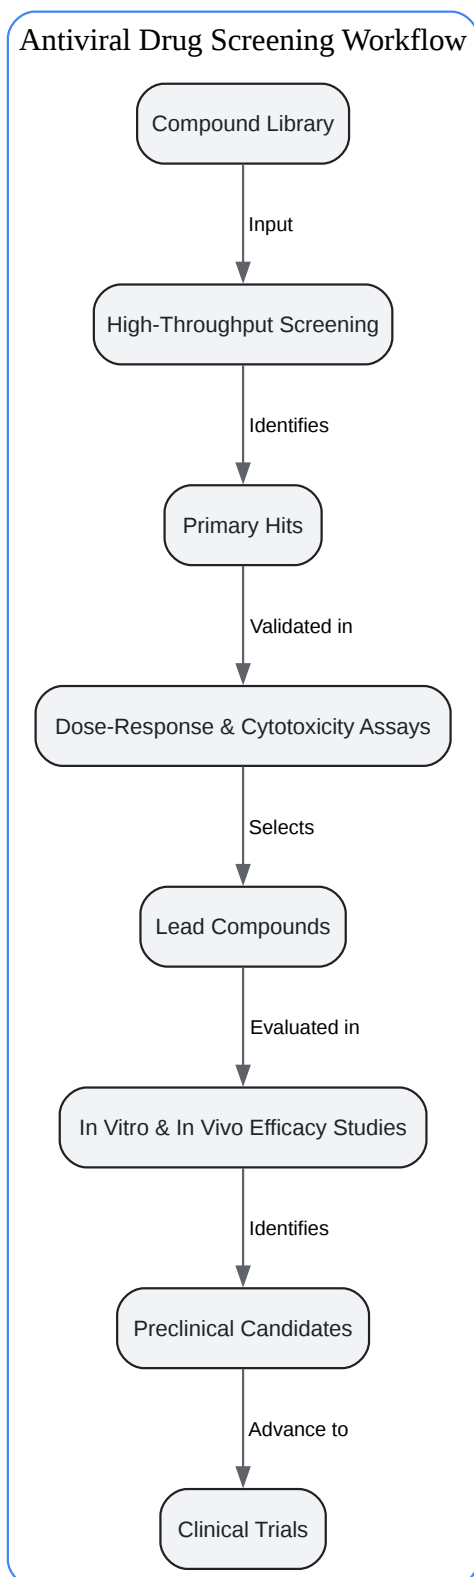 Antiviral Drug Screening Workflow
Compound Library
Input
High-Throughput Screening
Identifies
Primary Hits
Validated in
Dose-Response & Cytotoxicity Assays
Selects
Lead Compounds
Evaluated in
In Vitro & In Vivo Efficacy Studies
Identifies
Preclinical Candidates
Advance to
Clinical Trials